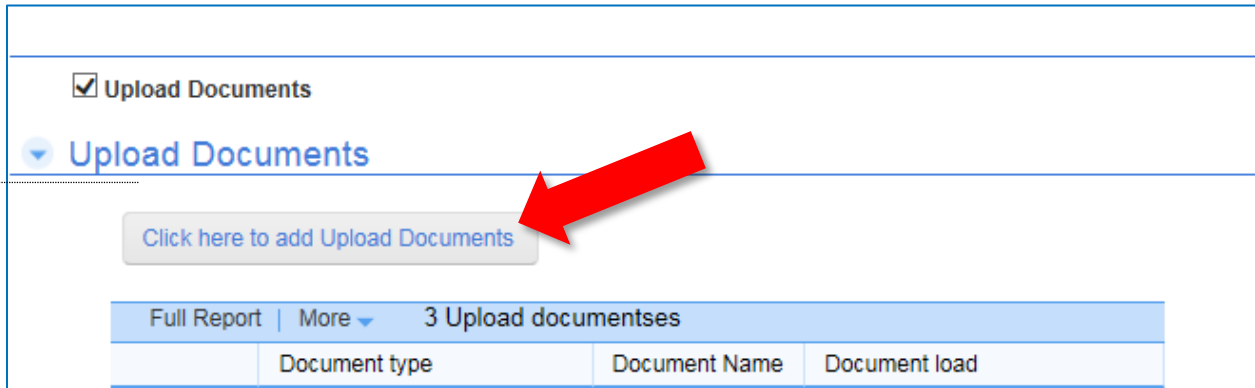 Upload Documents
Upload Documents
Click here to add Upload Documents
Full Report | More 3 Upload documentses
Document type Document Name Document load